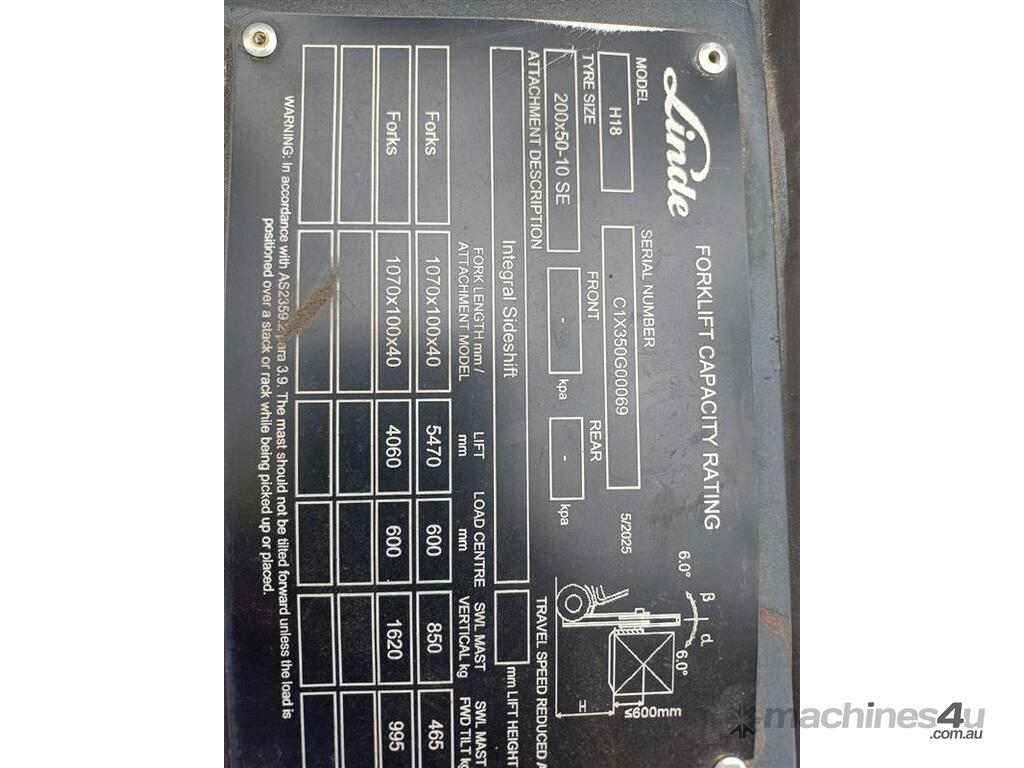 Linde FORKLIFT CAPACITY RATING
MODEL SERIAL NUMBER 5/2025
H18 C1X350G00069
TYRE SIZE FRONT REAR
200x50-10 SE - kpa - kpa
ATTACHMENT DESCRIPTION TRAVEL SPEED REDUCED A
Integral Sideshift mm LIFT HEIGHT
FORK LENGTH mm / LIFT LOAD CENTRE SWL MAST SWL MAST
ATTACHMENT MODEL mm mm VERTICAL kg FWD TILT k
Forks 1070x100x40 5470 600 850 465
Forks 1070x100x40 4060 600 1620 995
WARNING: In accordance with AS2359.2 para 3.9. The mast should not be tilted forward unless the load is
positioned over a stack or rack while being picked up or placed.
6.0° β α 6.0°
H ≤600mm
machines4u
.com.au